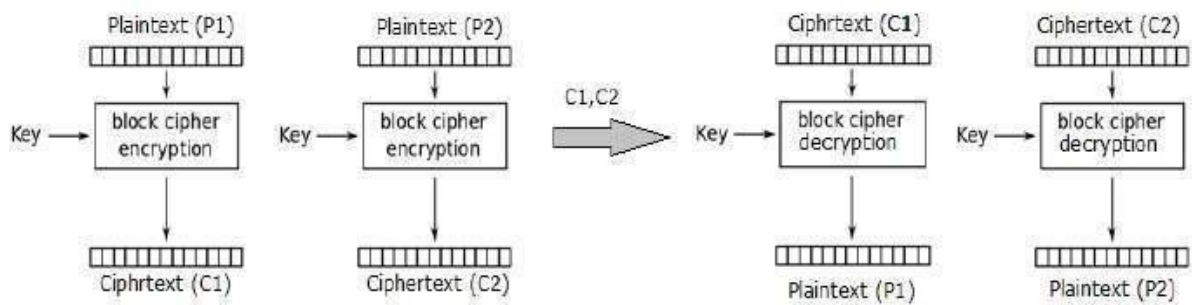 Plaintext (P1)
Key
block cipher
encryption
Ciphrtext (C1)
Plaintext (P2)
Key
block cipher
encryption
Ciphertext (C2)
C1,C2
Ciphrtext (C1)
Key
block cipher
decryption
Plaintext (P1)
Ciphertext (C2)
Key
block cipher
decryption
Plaintext (P2)